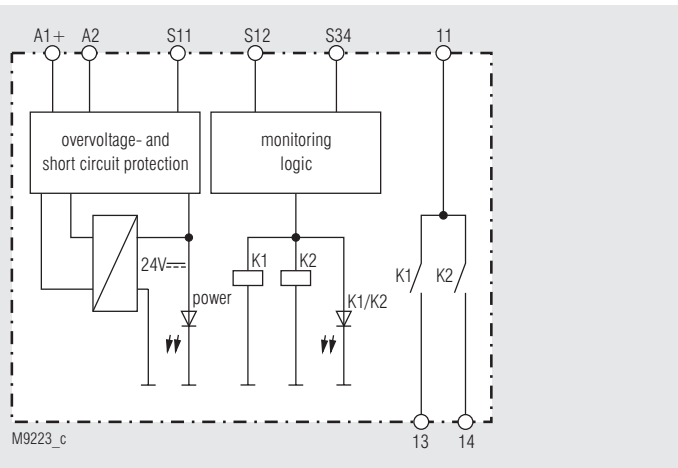 A1+ A2 S11 S12 S34 11
overvoltage- and
short circuit protection
monitoring
logic
24V
K1 K2
power
K1/K2
K1 K2
M9223_c
13 14